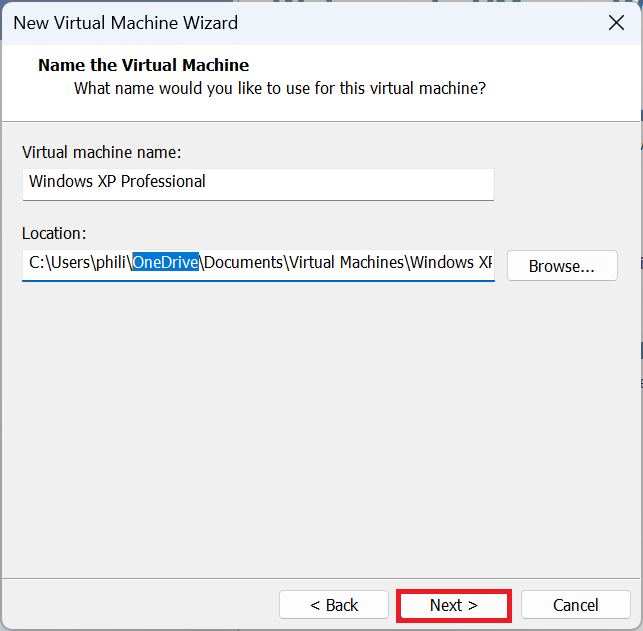 New Virtual Machine Wizard
Name the Virtual Machine
What name would you like to use for this virtual machine?
Virtual machine name:
Windows XP Professional
Location:
C:\Users\phili\OneDrive\Documents\Virtual Machines\Windows XP
Browse...
< Back
Next >
Cancel